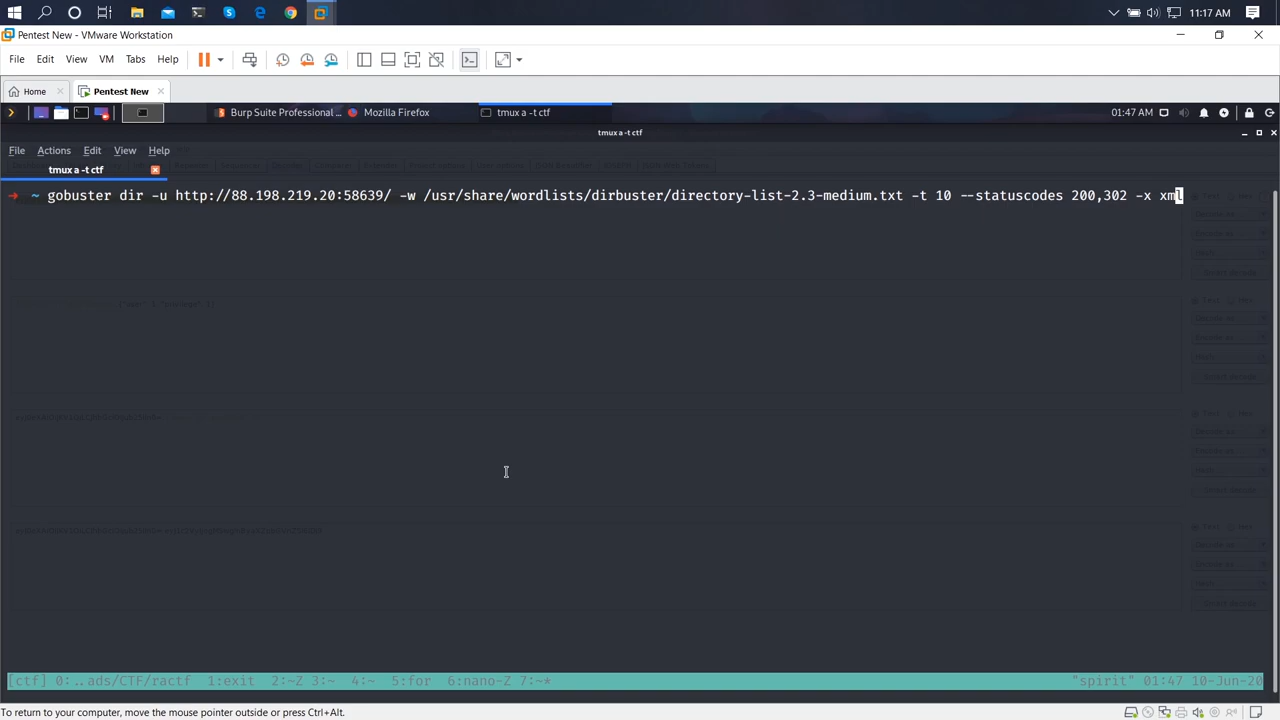 11:17 AM
Pentest New - VMware Workstation
File Edit View VM Tabs Help
Home Pentest New
Burp Suite Professional ... Mozilla Firefox tmux a -t ctf 01:47 AM
tmux a -t ctf
File Actions Edit View Help
tmux a -t ctf
~ gobuster dir -u http://88.198.219.20:58639/ -w /usr/share/wordlists/dirbuster/directory-list-2.3-medium.txt -t 10 --statuscodes 200,302 -x xml
[ctf] 0:..ads/CTF/ractf 1:exit 2:~Z 3:~ 4:~ 5:for 6:nano-Z 7:~* "spirit" 01:47 10-Jun-20
To return to your computer, move the mouse pointer outside or press Ctrl+Alt.